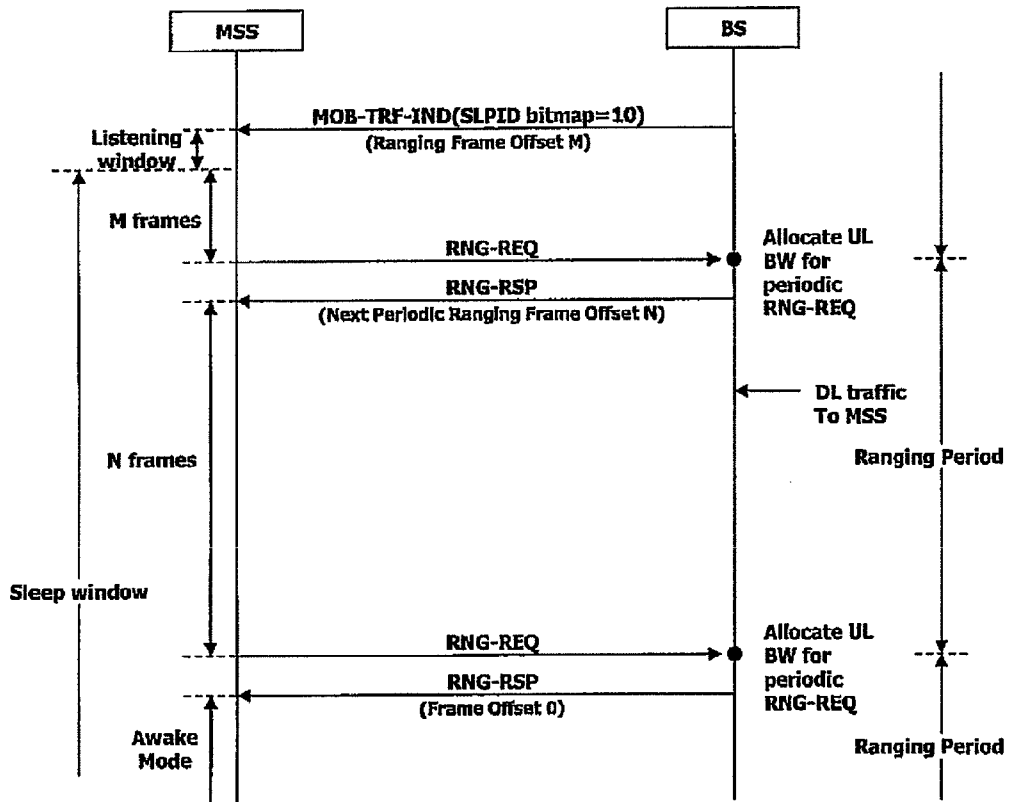 MSS
BS
MOB-TRF-IND(SLPID bitmap=10)
(Ranging Frame Offset M)
Listening
window
M frames
RNG-REQ
Allocate UL
BW for
periodic
RNG-REQ
RNG-RSP
(Next Periodic Ranging Frame Offset N)
DL traffic
To MSS
N frames
Ranging Period
Sleep window
RNG-REQ
Allocate UL
BW for
periodic
RNG-REQ
RNG-RSP
(Frame Offset 0)
Awake
Mode
Ranging Period